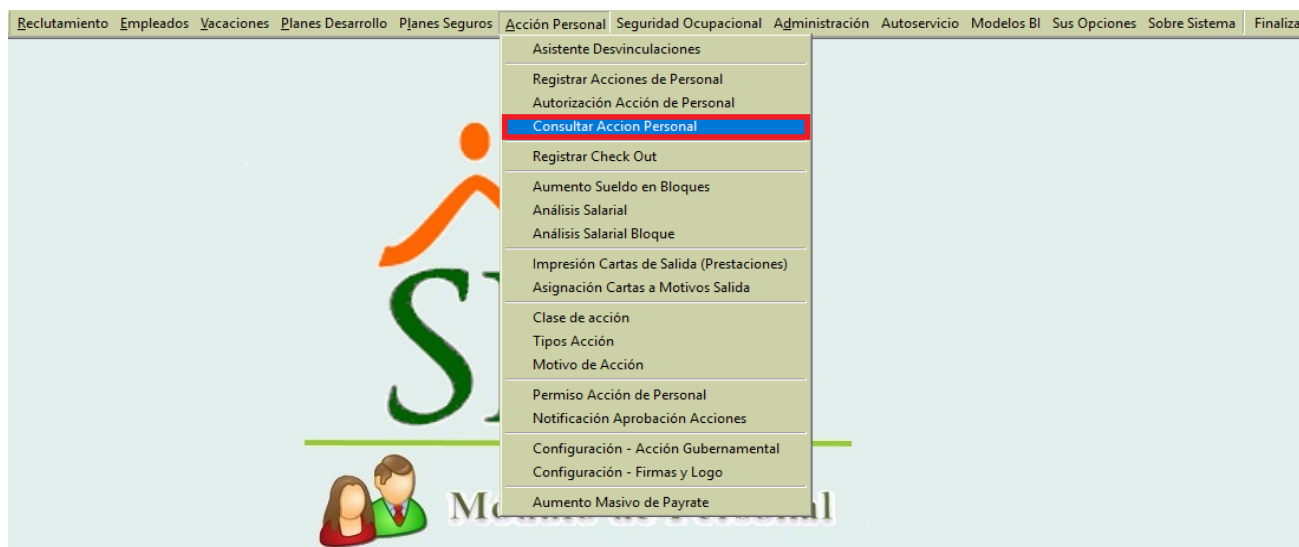 Reclutamiento Empleados Vacaciones Planes Desarrollo Planes Seguros Acción Personal Seguridad Ocupacional Administración Autoservicio Modelos BI Sus Opciones Sobre Sistema Finaliza
Asistente Desvinculaciones
Registrar Acciones de Personal
Autorización Acción de Personal
Consultar Accion Personal
Registrar Check Out
Aumento Sueldo en Bloques
Análisis Salarial
Análisis Salarial Bloque
Impresión Cartas de Salida (Prestaciones)
Asignación Cartas a Motivos Salida
Clase de acción
Tipos Acción
Motivo de Acción
Permiso Acción de Personal
Notificación Aprobación Acciones
Configuración - Acción Gubernamental
Configuración - Firmas y Logo
Aumento Masivo de Payrate